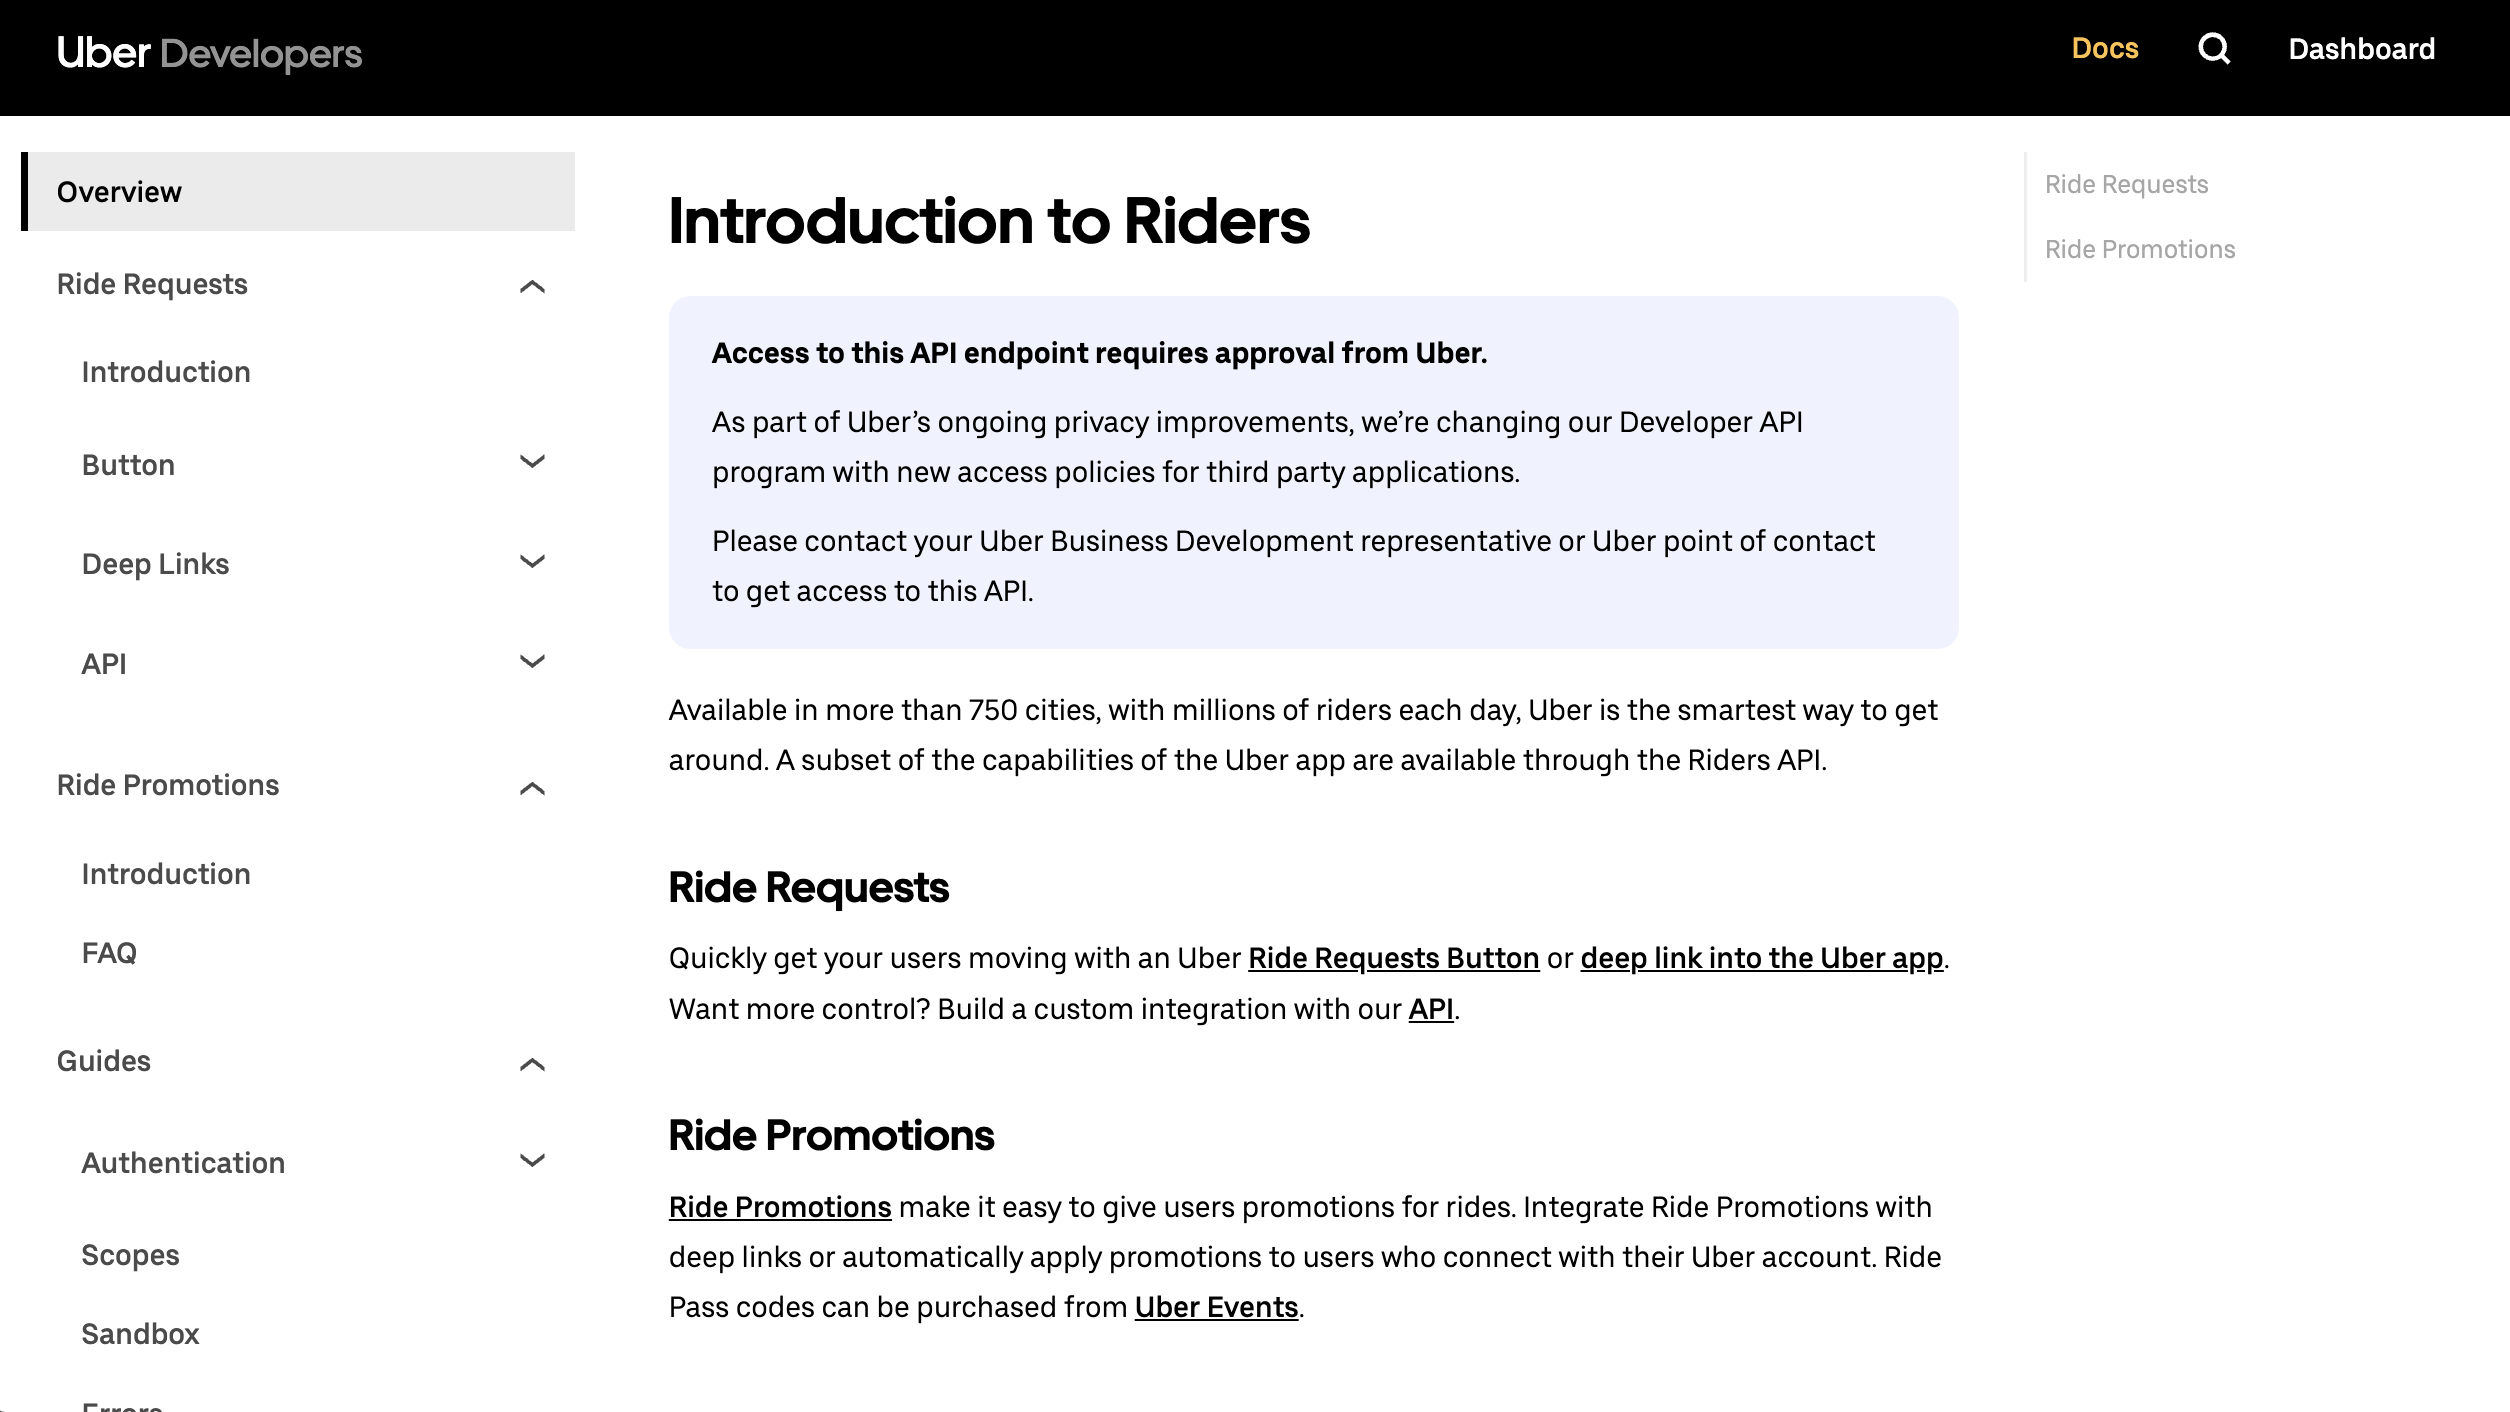 Uber Developers
Docs
Dashboard
Overview
Ride Requests
Introduction
Button
Deep Links
API
Ride Promotions
Introduction
FAQ
Guides
Authentication
Scopes
Sandbox
Errors
Introduction to Riders
Access to this API endpoint requires approval from Uber.
As part of Uber’s ongoing privacy improvements, we’re changing our Developer API
program with new access policies for third party applications.
Please contact your Uber Business Development representative or Uber point of contact
to get access to this API.
Available in more than 750 cities, with millions of riders each day, Uber is the smartest way to get
around. A subset of the capabilities of the Uber app are available through the Riders API.
Ride Requests
Quickly get your users moving with an Uber Ride Requests Button or deep link into the Uber app.
Want more control? Build a custom integration with our API.
Ride Promotions
Ride Promotions make it easy to give users promotions for rides. Integrate Ride Promotions with
deep links or automatically apply promotions to users who connect with their Uber account. Ride
Pass codes can be purchased from Uber Events.
Ride Requests
Ride Promotions